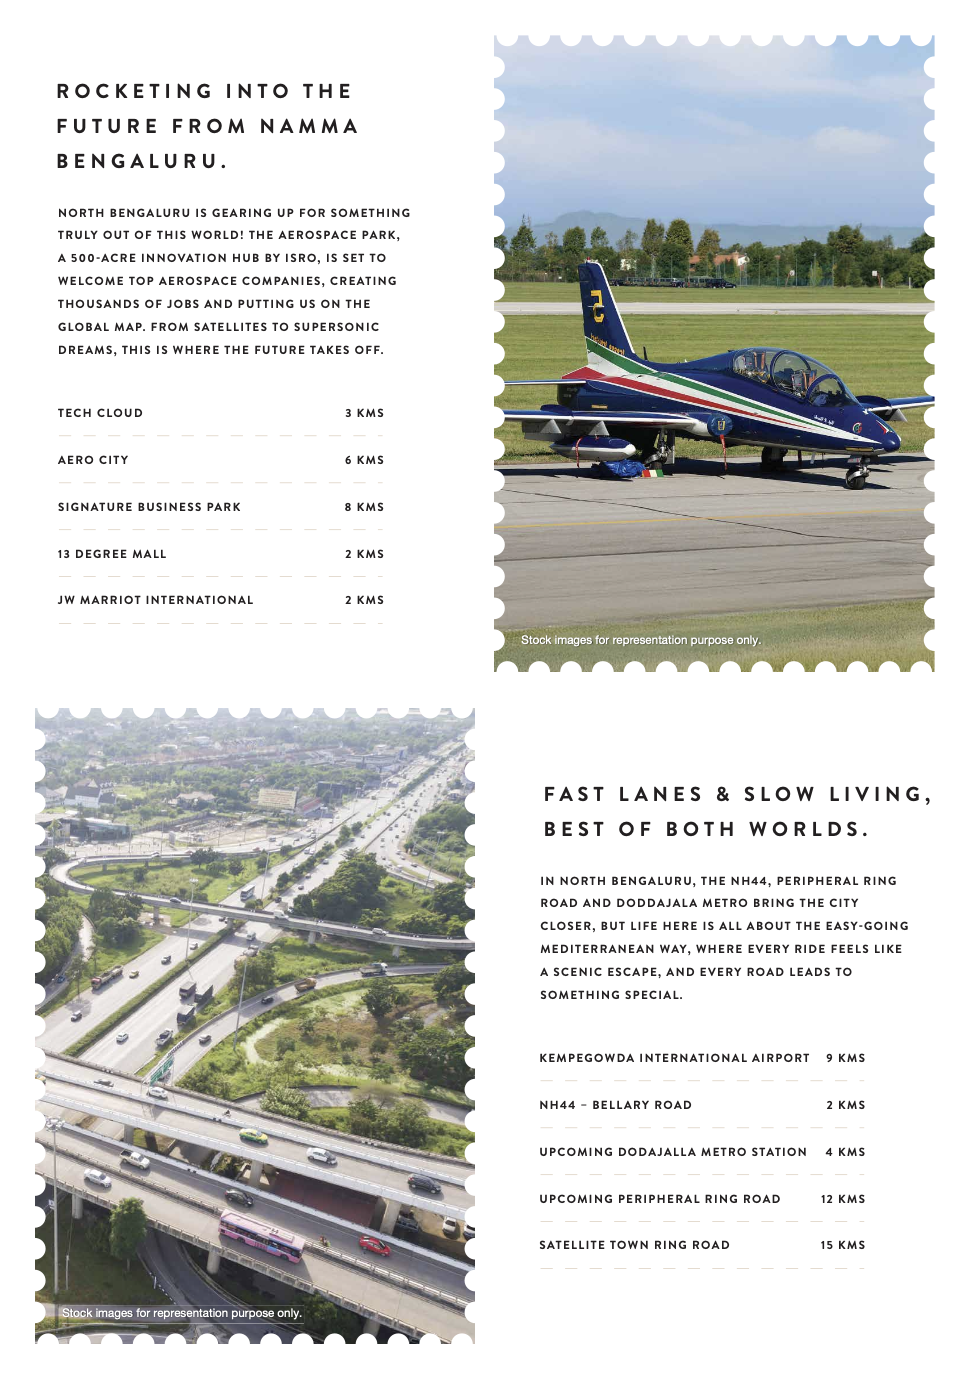 ROCKETING INTO THE
FUTURE FROM NAMMA
BENGALURU.
NORTH BENGALURU IS GEARING UP FOR SOMETHING
TRULY OUT OF THIS WORLD! THE AEROSPACE PARK,
A 500-ACRE INNOVATION HUB BY ISRO, IS SET TO
WELCOME TOP AEROSPACE COMPANIES, CREATING
THOUSANDS OF JOBS AND PUTTING US ON THE
GLOBAL MAP. FROM SATELLITES TO SUPERSONIC
DREAMS, THIS IS WHERE THE FUTURE TAKES OFF.
TECH CLOUD 3 KMS
AERO CITY 6 KMS
SIGNATURE BUSINESS PARK 8 KMS
13 DEGREE MALL 2 KMS
JW MARRIOT INTERNATIONAL 2 KMS
Stock images for representation purpose only.
FAST LANES & SLOW LIVING,
BEST OF BOTH WORLDS.
IN NORTH BENGALURU, THE NH44, PERIPHERAL RING
ROAD AND DODDAJALA METRO BRING THE CITY
CLOSER, BUT LIFE HERE IS ALL ABOUT THE EASY-GOING
MEDITERRANEAN WAY, WHERE EVERY RIDE FEELS LIKE
A SCENIC ESCAPE, AND EVERY ROAD LEADS TO
SOMETHING SPECIAL.
KEMPEGOWDA INTERNATIONAL AIRPORT 9 KMS
NH44 – BELLARY ROAD 2 KMS
UPCOMING DODAJALLA METRO STATION 4 KMS
UPCOMING PERIPHERAL RING ROAD 12 KMS
SATELLITE TOWN RING ROAD 15 KMS
Stock images for representation purpose only.